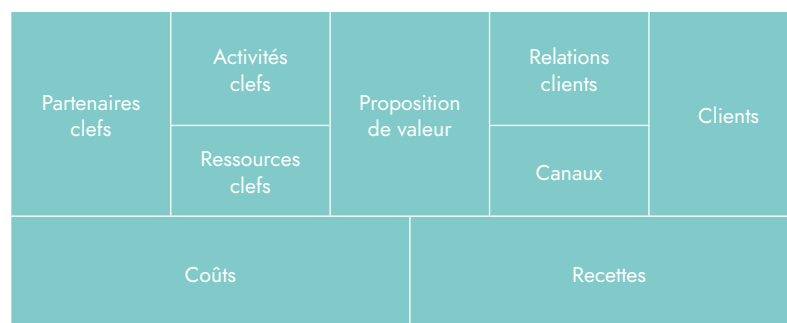 Partenaires
clefs
Activités
clefs
Ressources
clefs
Proposition
de valeur
Relations
clients
Canaux
Clients
Coûts
Recettes